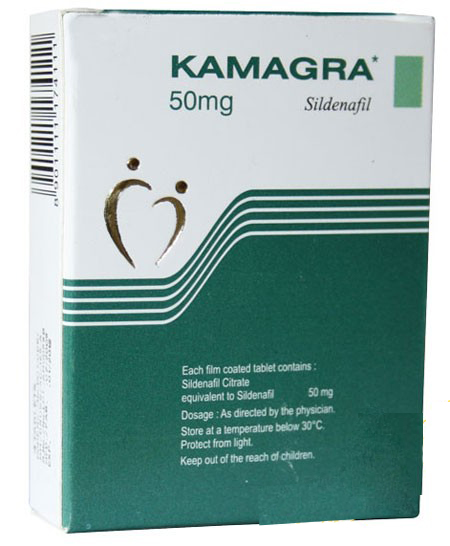 KAMAGRA*
50mg
Sildenafil
Each film coated tablet contains :
Sildenafil Citrate
equivalent to Sildenafil 50 mg
Dosage : As directed by the physician.
Store at a temperature below 30°C.
Protect from light.
Keep out of the reach of children.